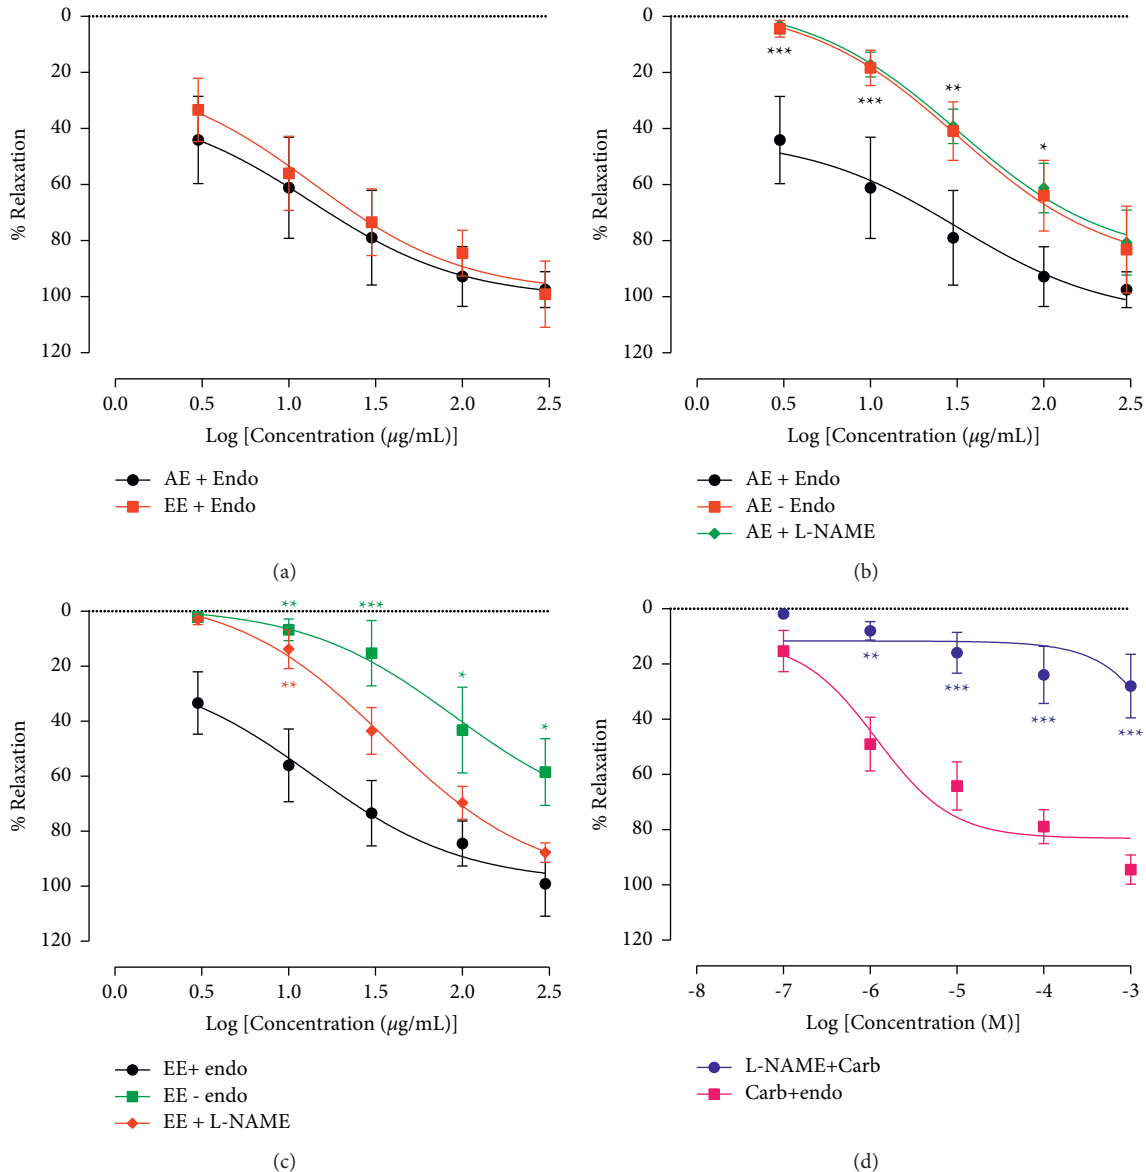 0
20
40
60
80
100
120
% Relaxation
0.0 0.5 1.0 1.5 2.0 2.5
Log [Concentration (μg/mL)]
AE + Endo
EE + Endo
(a)
0
20
40
60
80
100
120
% Relaxation
***
***
**
*
0.0 0.5 1.0 1.5 2.0 2.5
Log [Concentration (μg/mL)]
AE + Endo
AE - Endo
AE + L-NAME
(b)
0
20
40
60
80
100
120
% Relaxation
** ***
*
**
*
0.0 0.5 1.0 1.5 2.0 2.5
Log [Concentration (μg/mL)]
EE+ endo
EE - endo
EE + L-NAME
(c)
0
20
40
60
80
100
120
% Relaxation
**
***
***
***
-8 -7 -6 -5 -4 -3
Log [Concentration (M)]
L-NAME+Carb
Carb+endo
(d)